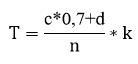 T = (c*0,7+d)/n * k